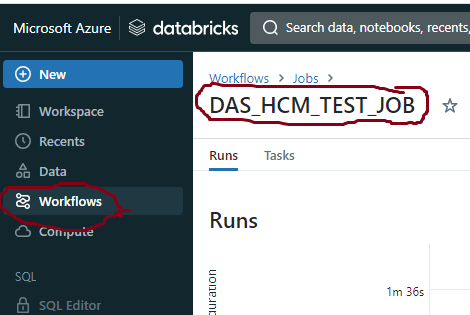 Microsoft Azure databricks Search data, notebooks, recents,
New
Workspace
Recents
Data
Workflows
Compute
SQL
SQL Editor
Workflows > Jobs >
DAS_HCM_TEST_JOB
Runs Tasks
Runs
1m 36s